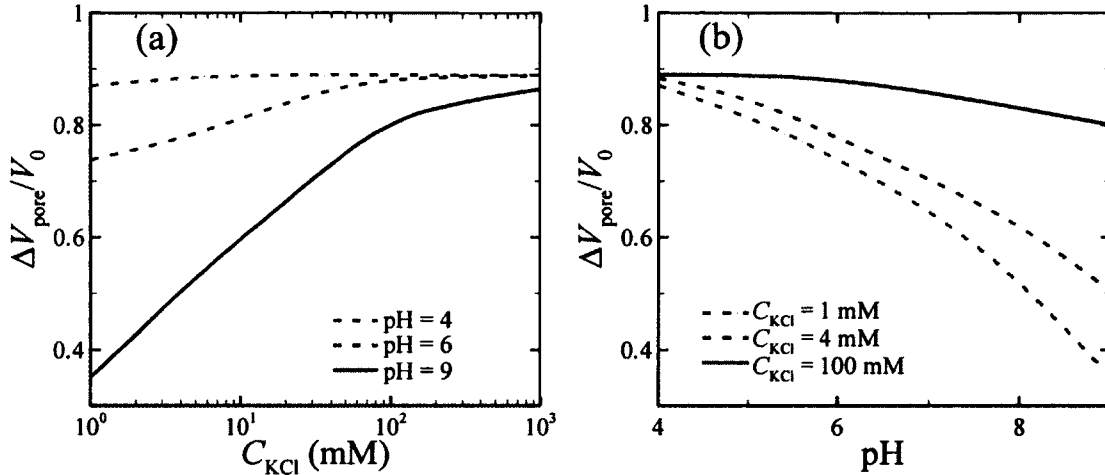 (a)
1
0.8
0.6
0.4
ΔV_pore/V_0
pH = 4
pH = 6
pH = 9
10^0
10^1
10^2
10^3
C_KCl (mM)
(b)
1
0.8
0.6
0.4
ΔV_pore/V_0
C_KCl = 1 mM
C_KCl = 4 mM
C_KCl = 100 mM
4
6
8
pH